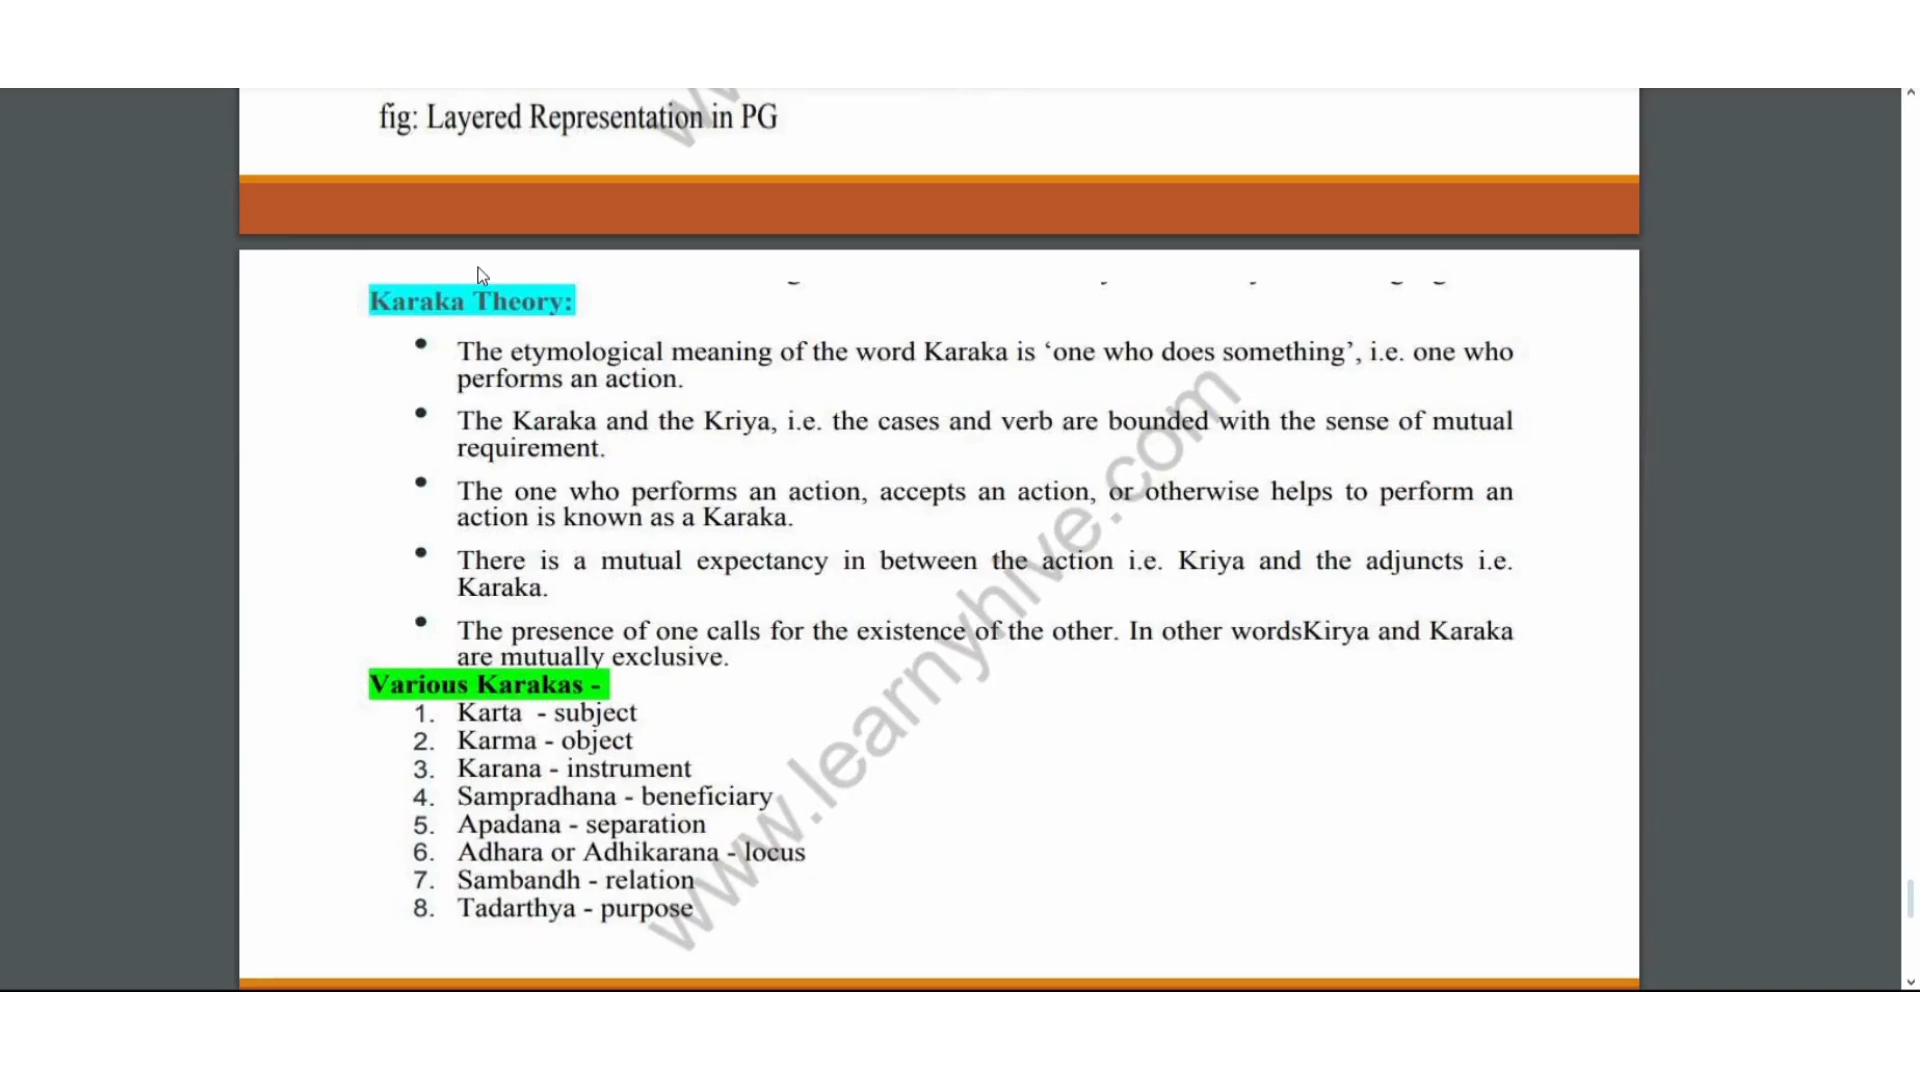 fig: Layered Representation in PG
Karaka Theory:
• The etymological meaning of the word Karaka is ‘one who does something’, i.e. one who
performs an action.
• The Karaka and the Kriya, i.e. the cases and verb are bounded with the sense of mutual
requirement.
• The one who performs an action, accepts an action, or otherwise helps to perform an
action is known as a Karaka.
• There is a mutual expectancy in between the action i.e. Kriya and the adjuncts i.e.
Karaka.
• The presence of one calls for the existence of the other. In other wordsKirya and Karaka
are mutually exclusive.
Various Karakas -
1. Karta - subject
2. Karma - object
3. Karana - instrument
4. Sampradhana - beneficiary
5. Apadana - separation
6. Adhara or Adhikarana - locus
7. Sambandh - relation
8. Tadarthya - purpose
www.learnyhive.com